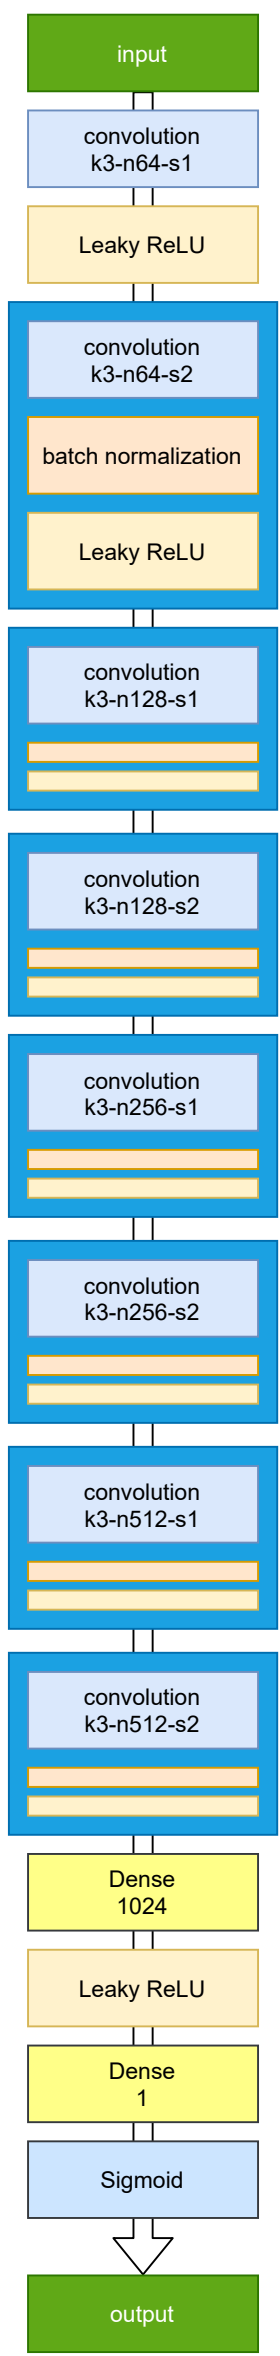 input
convolution
k3-n64-s1
Leaky ReLU
convolution
k3-n64-s2
batch normalization
Leaky ReLU
convolution
k3-n128-s1
convolution
k3-n128-s2
convolution
k3-n256-s1
convolution
k3-n256-s2
convolution
k3-n512-s1
convolution
k3-n512-s2
Dense
1024
Leaky ReLU
Dense
1
Sigmoid
output